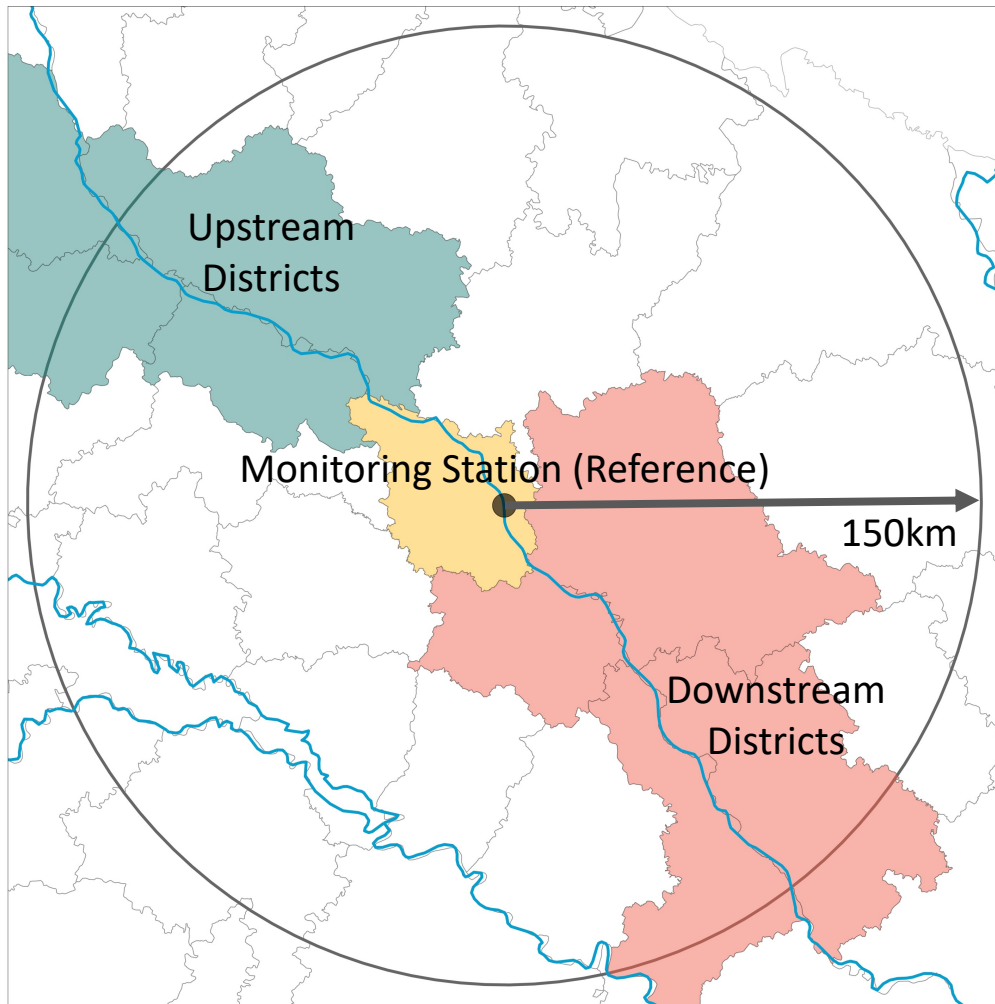 Upstream
Districts
Monitoring Station (Reference)
150km
Downstream
Districts